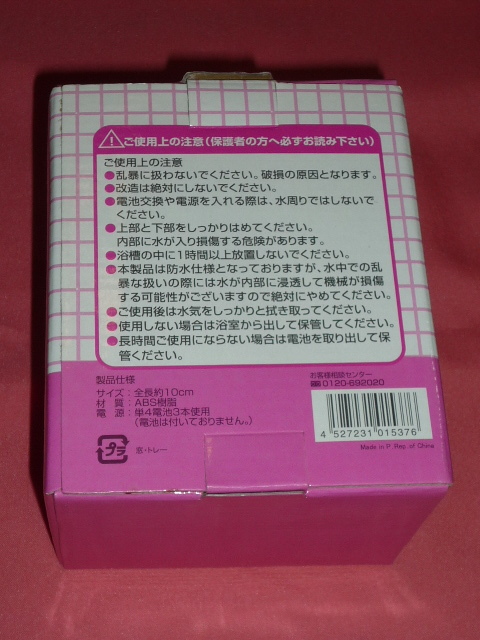 ご使用上の注意(保護者の方へ必ずお読み下さい)
ご使用上の注意
●乱暴に扱わないでください。破損の原因となります。
●改造は絶対にしないでください。
●電池交換や電源を入れる際は、水周りではしないで
ください。
●上部と下部をしっかりはめてください。
内部に水が入り損傷する危険があります。
●浴槽の中に1時間以上放置しないでください。
●本製品は防水仕様となっておりますが、水中での乱
暴な扱いの際には水が内部に浸透して機械が損傷
する可能性がございますので絶対にやめてください。
●ご使用後は水気をしっかりと拭き取ってください。
●使用しない場合は浴室から出して保管してください。
●長時間ご使用にならない場合は電池を取り出して保
管ください。
製品仕様
サイズ:全長約10cm
材 質:ABS樹脂
電 源:単4電池3本使用
(電池は付いておりません。)
プラ
窓・トレー
お客様相談センター
0120-692020
4 527231 015376
Made in P. Rep. of China